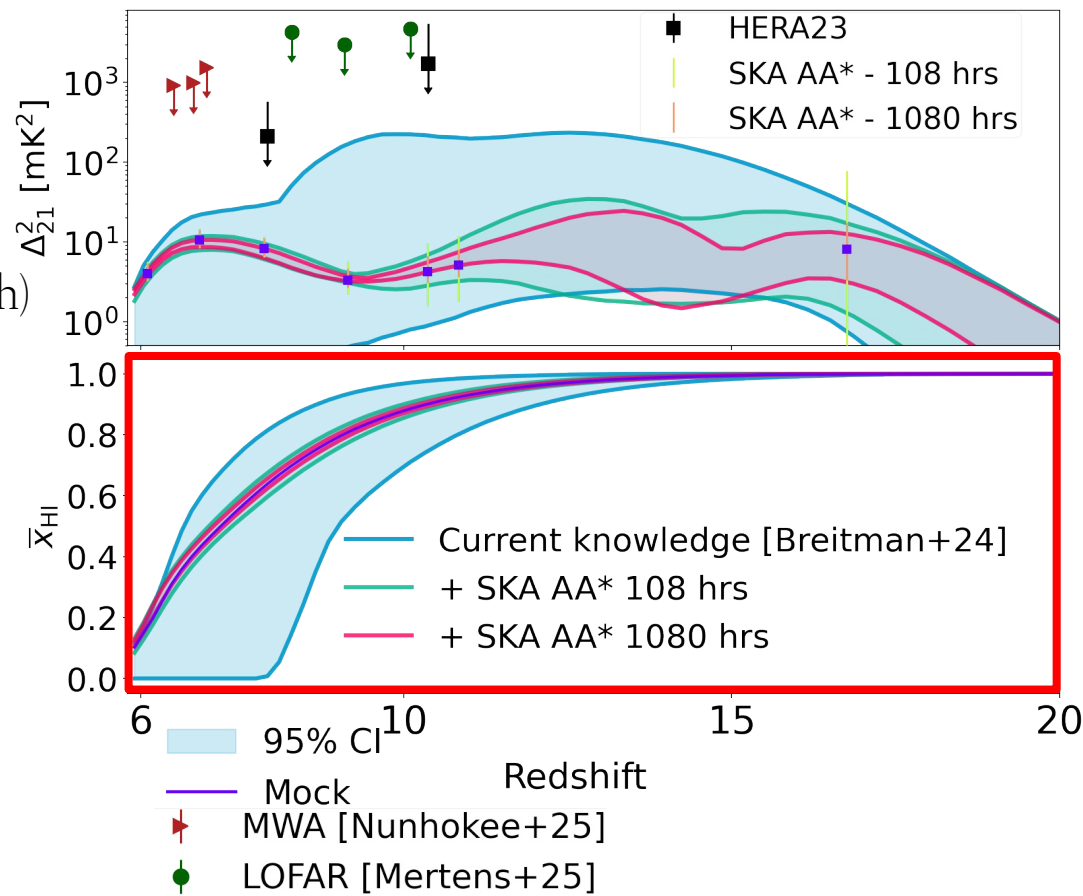 HERA23
SKA AA* - 108 hrs
SKA AA* - 1080 hrs
Δ²₂₁ [mK²]
10³
10²
10¹
10⁰
h)
1.0
0.8
0.6
0.4
0.2
0.0
x̅HI
Current knowledge [Breitman+24]
+ SKA AA* 108 hrs
+ SKA AA* 1080 hrs
6 10 15 20
Redshift
95% CI
Mock
MWA [Nunhokee+25]
LOFAR [Mertens+25]